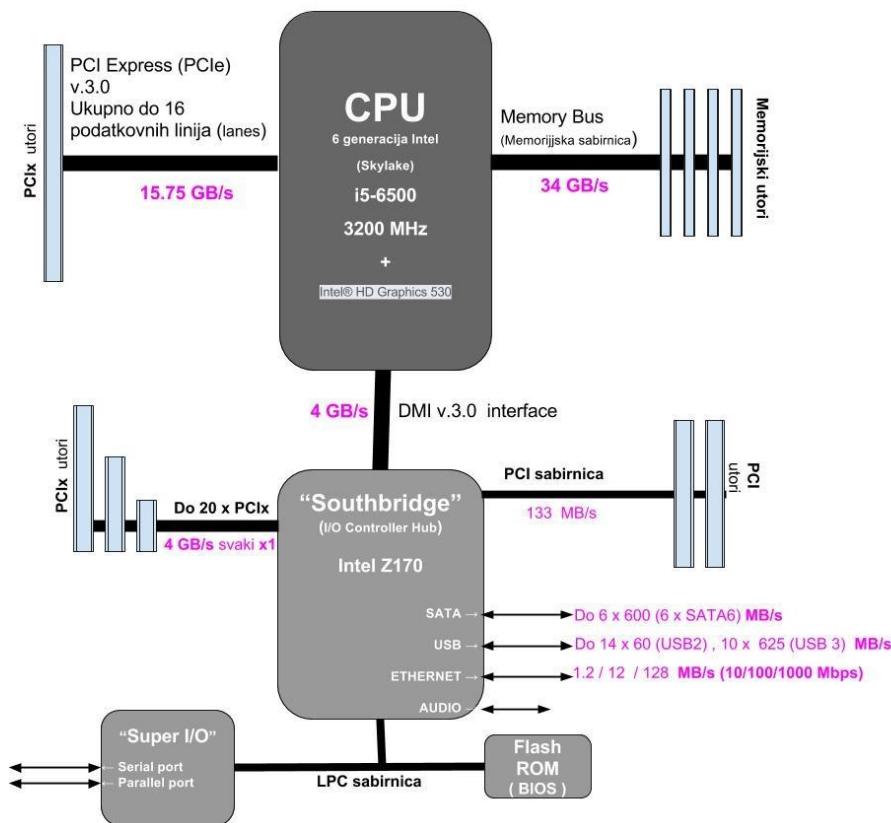 PCI Express (PCIe)
v.3.0
Ukupno do 16
podatkovnih linija (lanes)
15.75 GB/s
PCIx utori
CPU
6 generacija Intel
(Skylake)
i5-6500
3200 MHz
+
Intel® HD Graphics 530
Memory Bus
(Memorijjska sabirnica)
34 GB/s
Memorijski utori
4 GB/s
DMI v.3.0 interface
PCIx utori
Do 20 x PCIx
4 GB/s svaki x1
"Southbridge"
(I/O Controller Hub)
Intel Z170
PCI sabirnica
133 MB/s
PCI
utori
SATA →
Do 6 x 600 (6 x SATA6) MB/s
USB →
Do 14 x 60 (USB2) , 10 x 625 (USB 3) MB/s
ETHERNET →
1.2 / 12 / 128 MB/s (10/100/1000 Mbps)
AUDIO →
"Super I/O"
← Serial port
← Parallel port
LPC sabirnica
Flash
ROM
( BIOS )